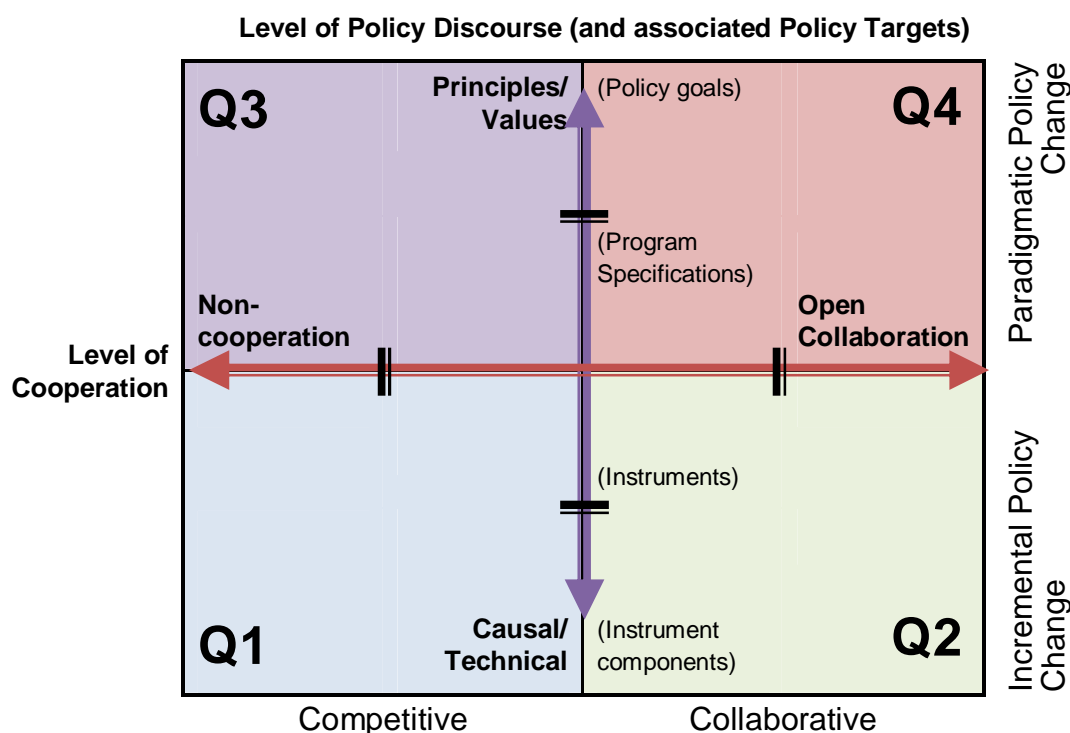 Level of Policy Discourse (and associated Policy Targets)
Q3
Principles/
Values
(Policy goals)
Q4
Paradigmatic Policy
Change
(Program
Specifications)
Non-
cooperation
Open
Collaboration
Level of
Cooperation
(Instruments)
Incremental Policy
Change
Q1
Causal/
Technical
(Instrument
components)
Q2
Competitive
Collaborative